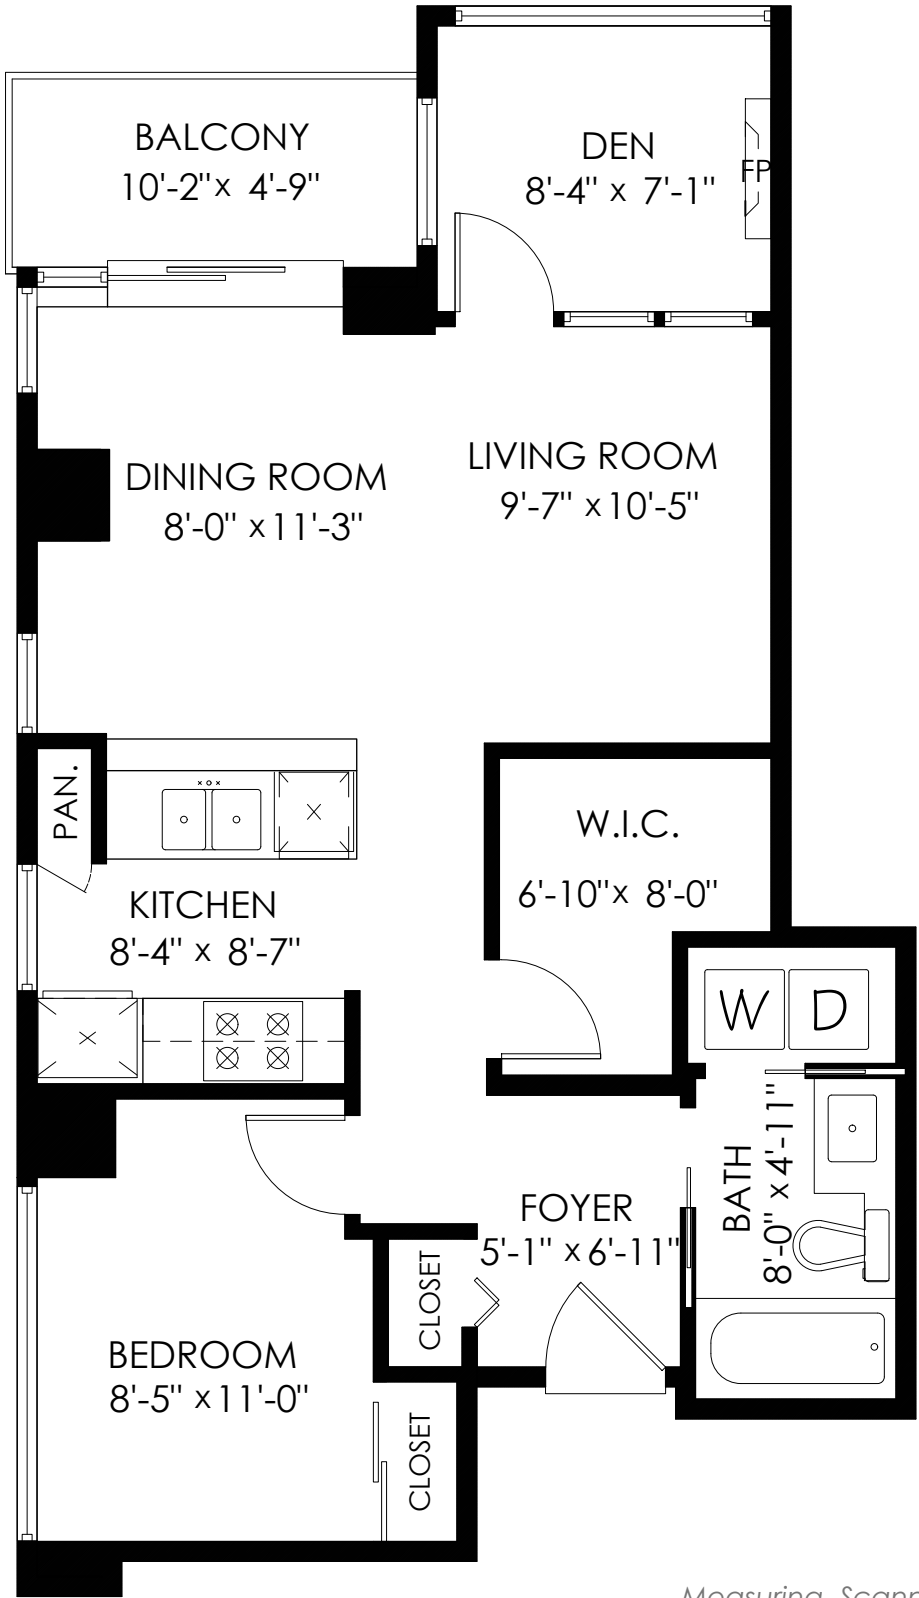 BALCONY
10'-2" x 4'-9"
DEN
8'-4" x 7'-1"
FP
DINING ROOM
8'-0" x 11'-3"
LIVING ROOM
9'-7" x 10'-5"
PAN.
W.I.C.
6'-10" x 8'-0"
KITCHEN
8'-4" x 8'-7"
W D
BATH
8'-0" x 4'-11"
FOYER
5'-1" x 6'-11"
CLOSET
BEDROOM
8'-5" x 11'-0"
CLOSET
Measuring,